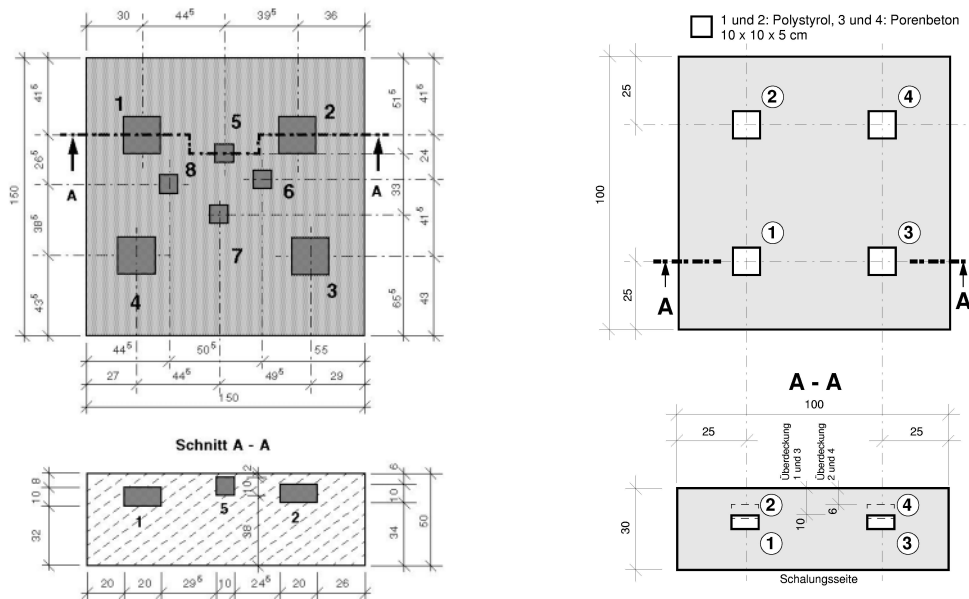 30 44⁵ 39⁵ 36
1 und 2: Polystyrol, 3 und 4: Porenbeton
10 x 10 x 5 cm
41⁵ 26⁵ 38⁵ 43⁵
150
1 2 5 8 6 7 4 3
A A
51⁵ 33 65⁵
41⁵ 24 41⁵ 43
44⁵ 50⁵ 55
27 44⁵ 49⁵ 29
150
25
100
25
2 4
1 3
A A
Schnitt A - A
8 10 32
1 5 2
2 10 38
6 10 34
50
20 20 29⁵ 10 24⁵ 20 26
A - A
100
25 25
Überdeckung
1 und 3
Überdeckung
2 und 4
30
10 6
2 4
1 3
Schalungsseite